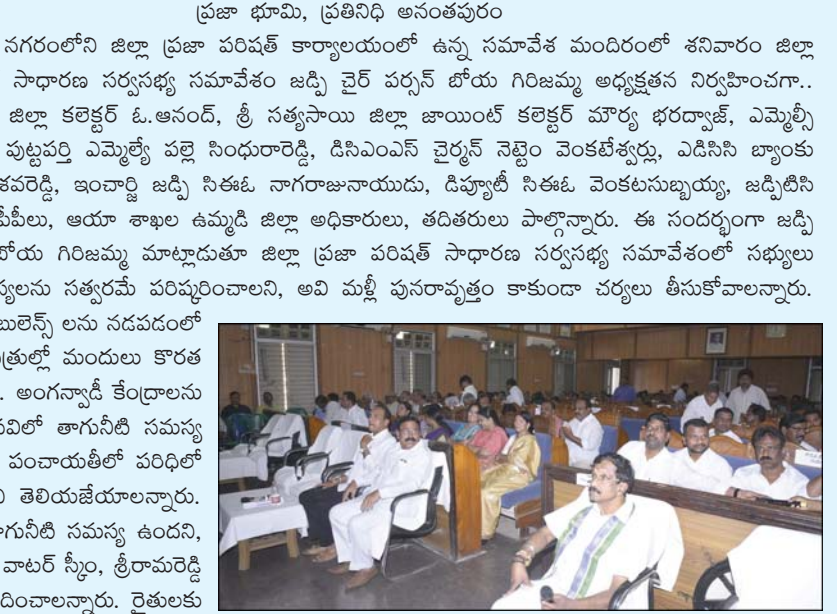 ప్రజా భూమి, ప్రతినిధి అనంతపురం
నగరంలోని జిల్లా ప్రజా పరిషత్ కార్యాలయంలో ఉన్న సమావేశ మందిరంలో శనివారం జిల్లా
సాధారణ సర్వసభ్య సమావేశం జడ్పి చైర్ పర్సన్ బోయ గిరిజమ్మ అధ్యక్షతన నిర్వహించగా..
జిల్లా కలెక్టర్ ఓ.ఆనంద్, శ్రీ సత్యసాయి జిల్లా జాయింట్ కలెక్టర్ మౌర్య భరద్వాజ్, ఎమ్మెల్సీ
పుట్టపర్తి ఎమ్మెల్యే పల్లె సింధురారెడ్డి, డిసిఎంఎస్ చైర్మన్ నెట్టెం వెంకటేశ్వర్లు, ఎడిసిసి బ్యాంకు
శవరెడ్డి, ఇంచార్జి జడ్పి సిఈఓ నాగరాజునాయుడు, డిప్యూటీ సిఈఓ వెంకటసుబ్బయ్య, జడ్పిటిసి
పీపీలు, ఆయా శాఖల ఉమ్మడి జిల్లా అధికారులు, తదితరులు పాల్గొన్నారు. ఈ సందర్భంగా జడ్పి
బోయ గిరిజమ్మ మాట్లాడుతూ జిల్లా ప్రజా పరిషత్ సాధారణ సర్వసభ్య సమావేశంలో సభ్యులు
స్యలను సత్వరమే పరిష్కరించాలని, అవి మళ్లీ పునరావృత్తం కాకుండా చర్యలు తీసుకోవాలన్నారు.
బులెన్స్ లను నడపడంలో
త్రుల్లో మందులు కొరత
. అంగన్వాడీ కేంద్రాలను
సవిలో తాగునీటి సమస్య
పంచాయతీలో పరిధిలో
ని తెలియజేయాలన్నారు.
గునీటి సమస్య ఉందని,
వాటర్ స్కీం, శ్రీరామరెడ్డి
దించాలన్నారు. రైతులకు